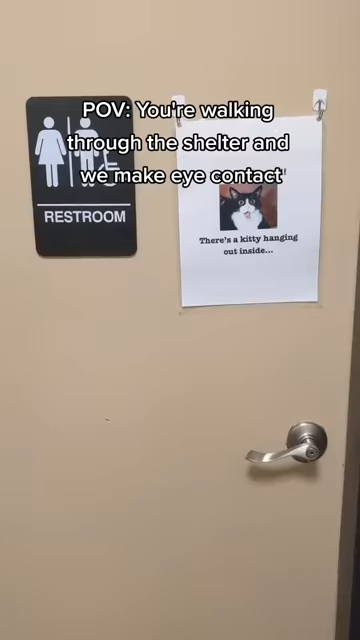 POV: You're walking
through the shelter and
we make eye contact
RESTROOM
There's a kitty hanging
out inside...